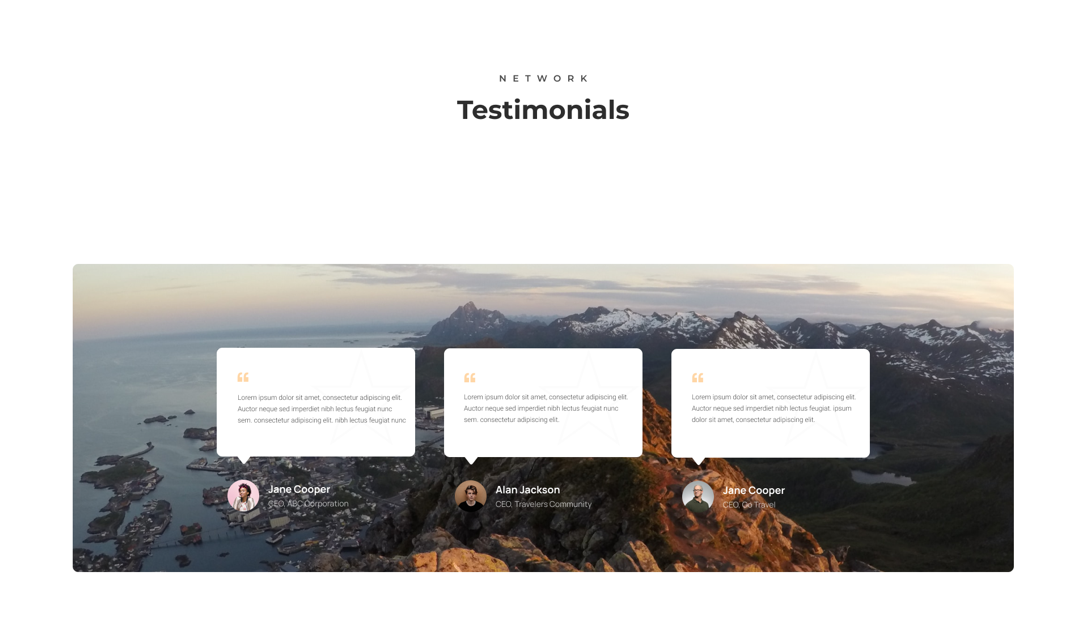 NETWORK
Testimonials
“
Lorem ipsum dolor sit amet, consectetur adipiscing elit.
Auctor neque sed imperdiet nibh lectus feugiat nunc
sem. consectetur adipiscing elit. nibh lectus feugiat nunc
Jane Cooper
CEO, ABC Corporation
“
Lorem ipsum dolor sit amet, consectetur adipiscing elit.
Auctor neque sed imperdiet nibh lectus feugiat nunc
sem. consectetur adipiscing elit.
Alan Jackson
CEO, Travelers Community
“
Lorem ipsum dolor sit amet, consectetur adipiscing elit.
Auctor neque sed imperdiet nibh lectus feugiat. ipsum
dolor sit amet, consectetur adipiscing elit.
Jane Cooper
CEO, Go Travel